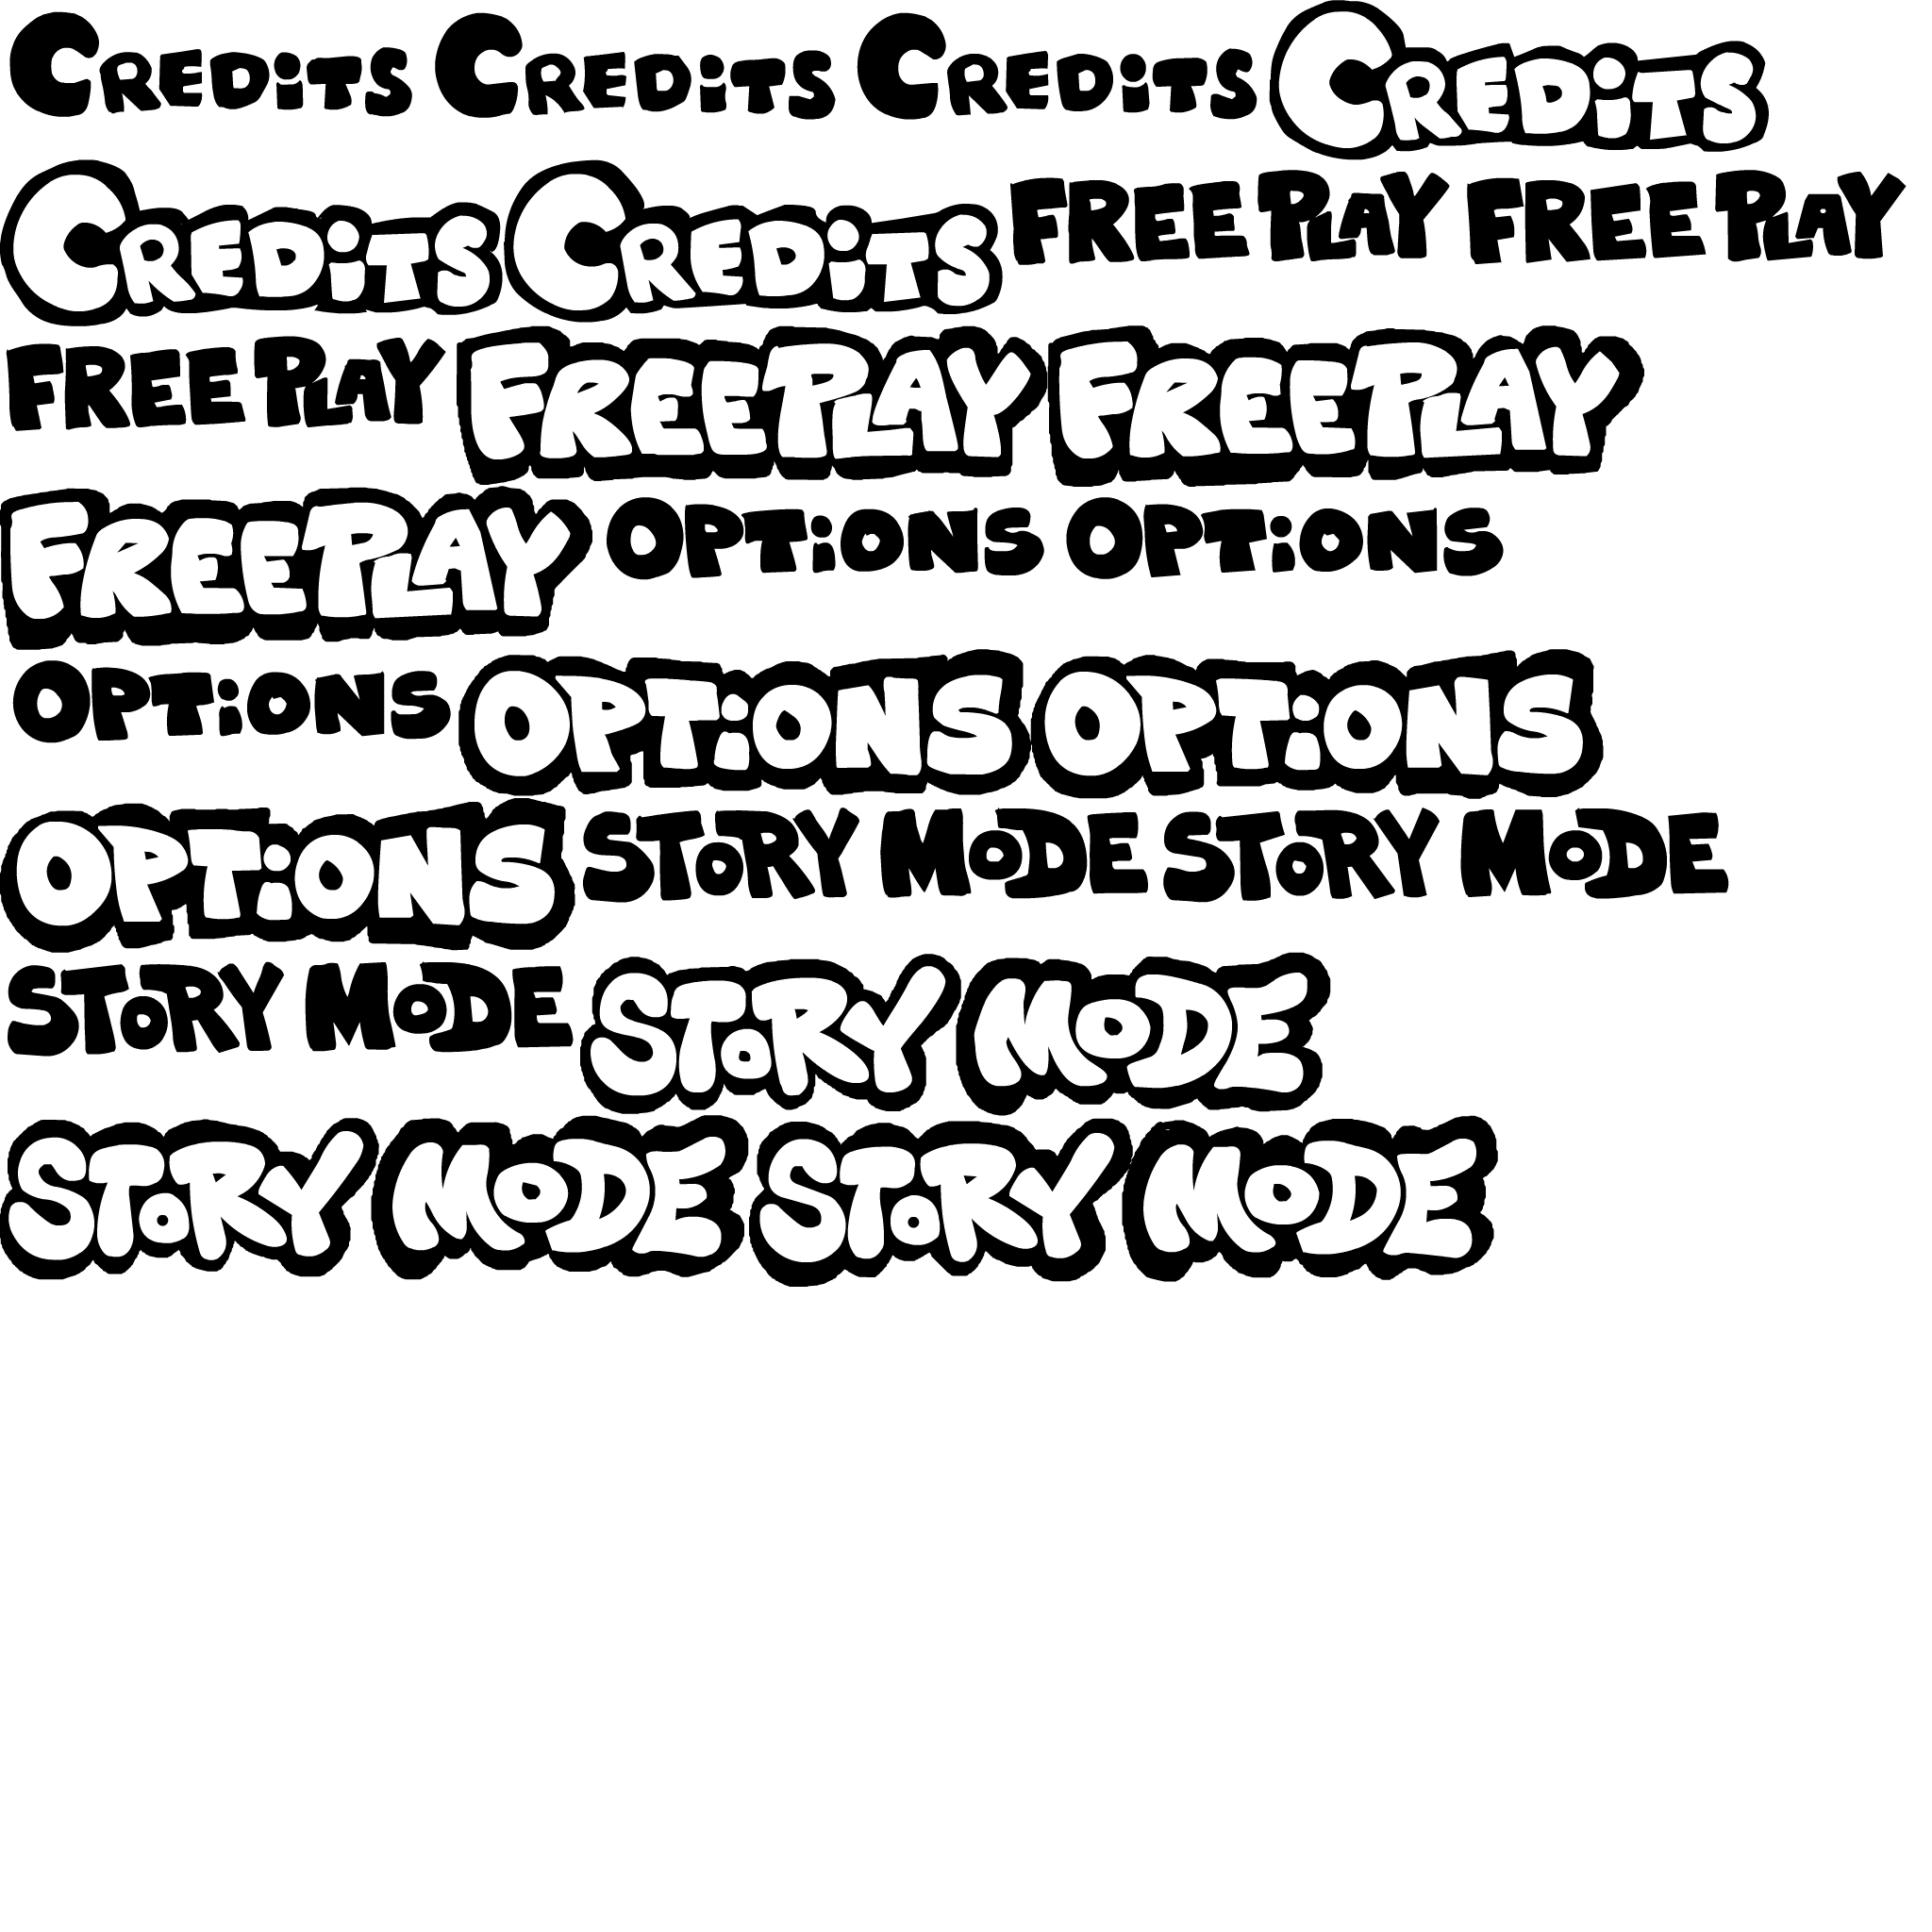 CREDiTS CREDiTS CREDiTS CREDiTS
CREDiTS CREDiTS FREE PLAY FREE PLAY
FREE PLAY FREEPLAY FREEPLAY
FREEPLAY OPTiONS OPTiONS
OPTiONS OPTiONS OPTiONS
OPTiONS STORY MODE STORY MODE
STORY MODE STORY MODE
STORY MODE STORY MODE